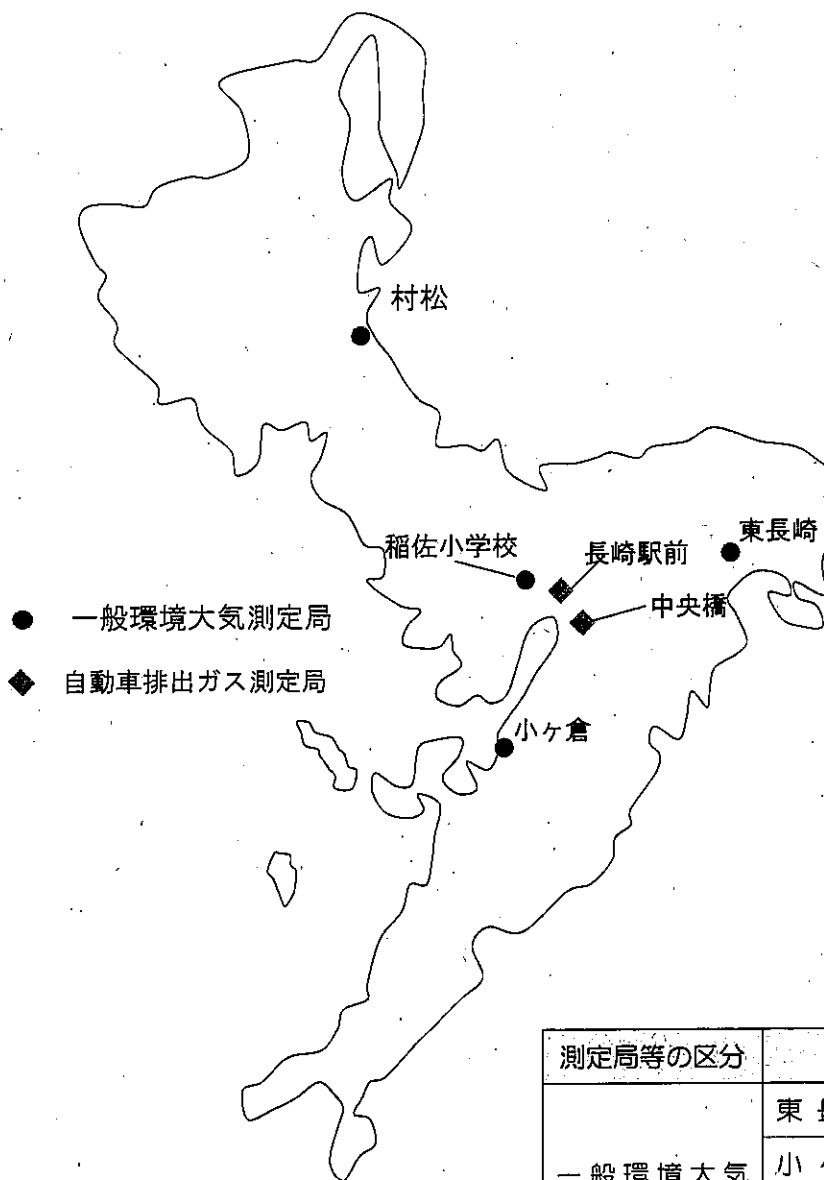 村松
稲佐小学校
長崎駅前
東長崎
中央橋
● 一般環境大気測定局
◆ 自動車排出ガス測定局
小ヶ倉
測定局等の区分
東
小
一般環境大気